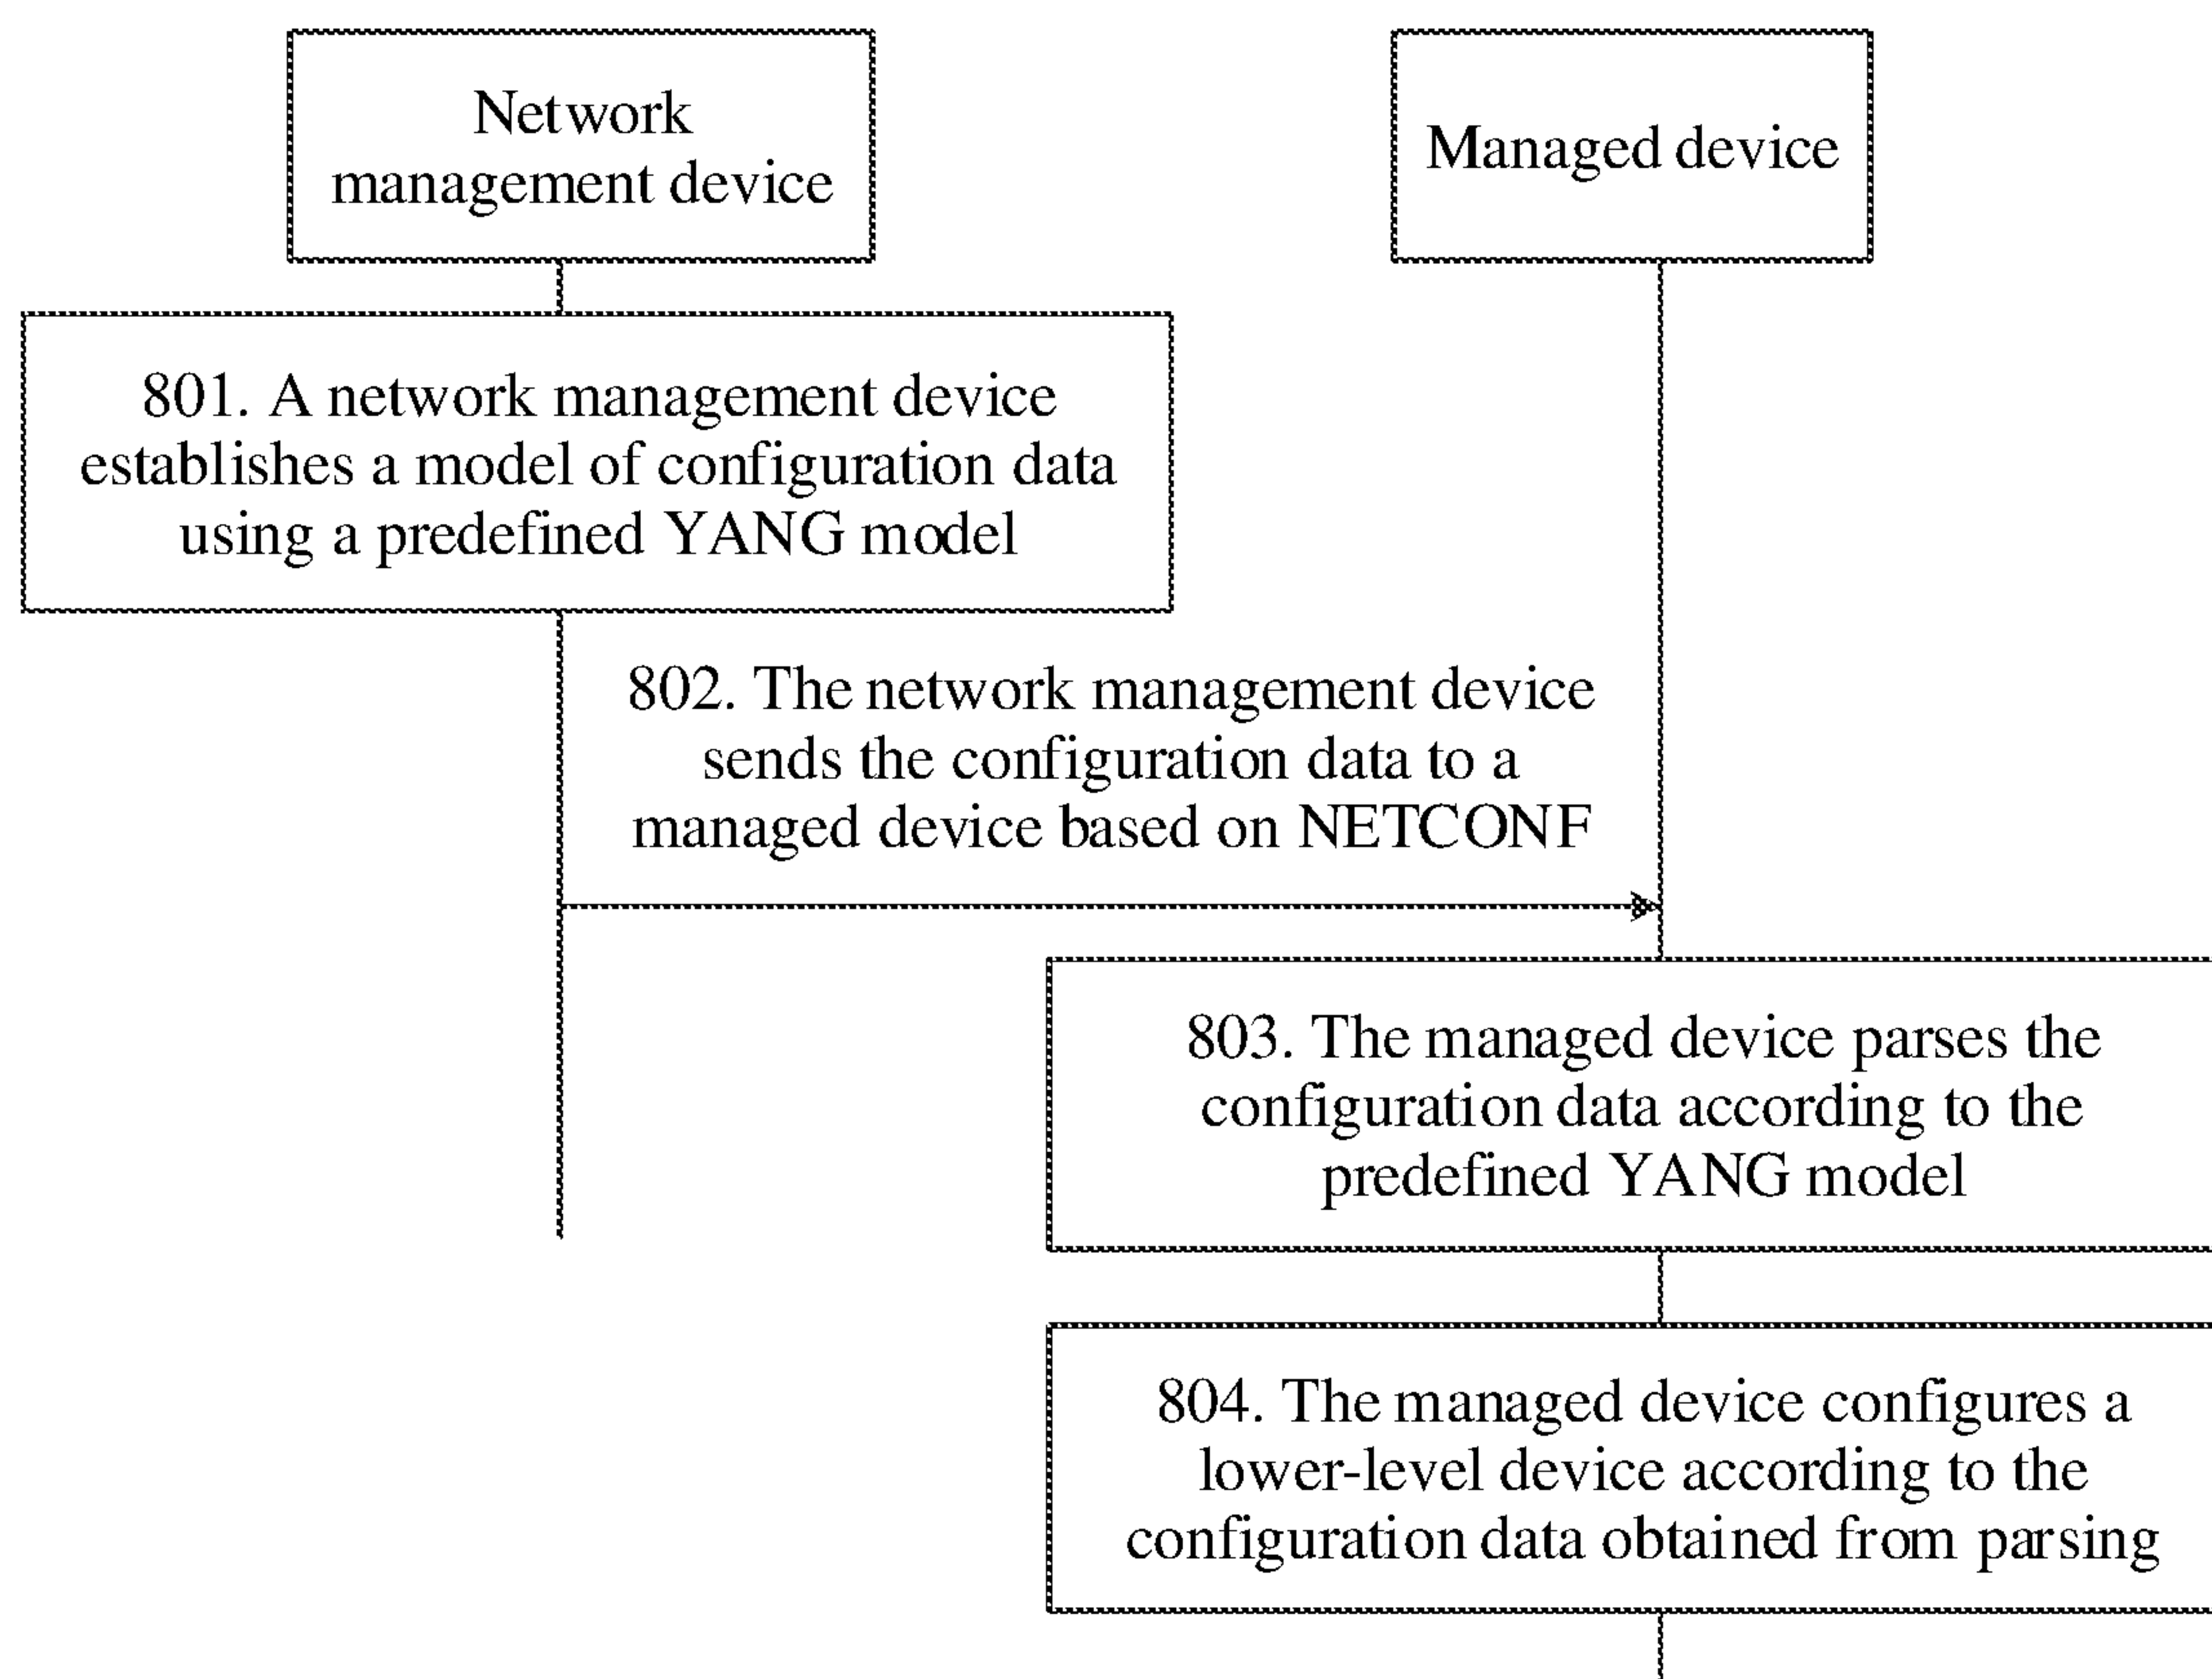 Network
management device
Managed device
801. A network management device
establishes a model of configuration data
using a predefined YANG model
802. The network management device
sends the configuration data to a
managed device based on NETCONF
803. The managed device parses the
configuration data according to the
predefined YANG model
804. The managed device configures a
lower-level device according to the
configuration data obtained from parsing